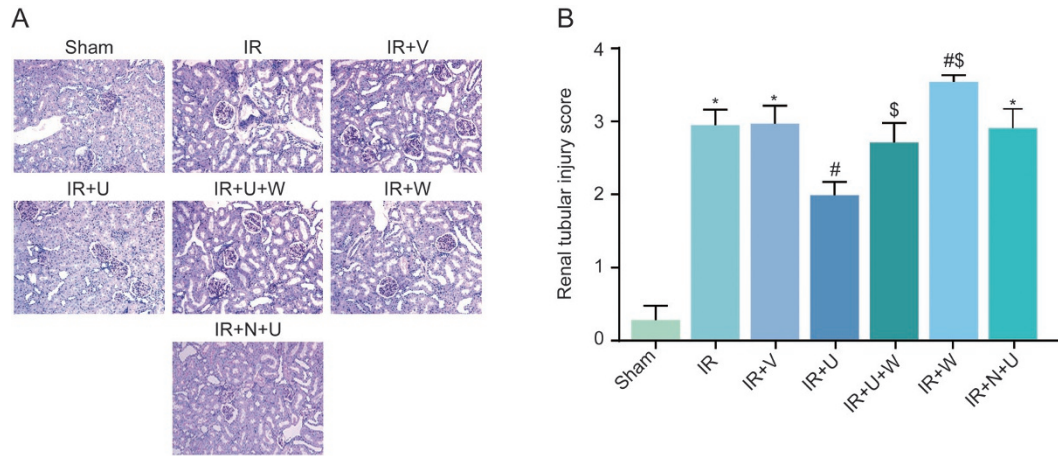 A
Sham
IR
IR+V
IR+U
IR+U+W
IR+W
IR+N+U
B
Renal tubular injury score
4
3
2
1
0
*
*
#
$
#$
*
Sham
IR
IR+V
IR+U
IR+U+W
IR+W
IR+N+U